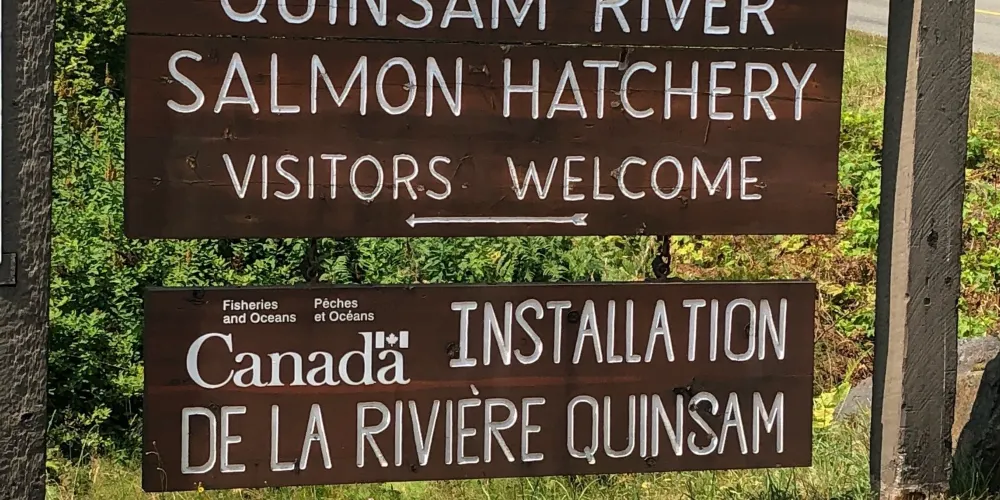 QUINSAM RIVER
SALMON HATCHERY
VISITORS WELCOME
Fisheries and Oceans
Pêches et Océans
Canada
INSTALLATION
DE LA RIVIÈRE QUINSAM